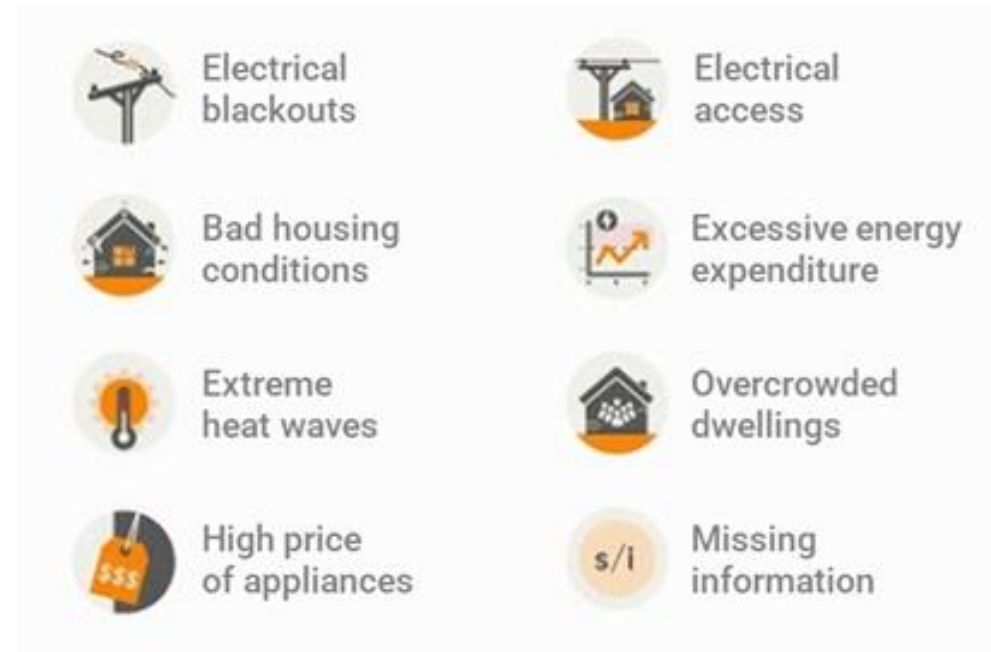 Electrical
blackouts
Electrical
access
Bad housing
conditions
Excessive energy
expenditure
Extreme
heat waves
Overcrowded
dwellings
$$$
High price
of appliances
s/i
Missing
information